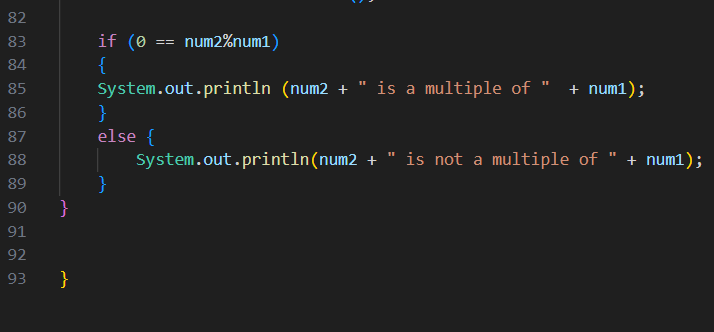 82
83 if (0 == num2%num1)
84 {
85 System.out.println (num2 + " is a multiple of "  + num1);
86 }
87 else {
88 System.out.println(num2 + " is not a multiple of " + num1);
89 }
90 }
91
92
93 }